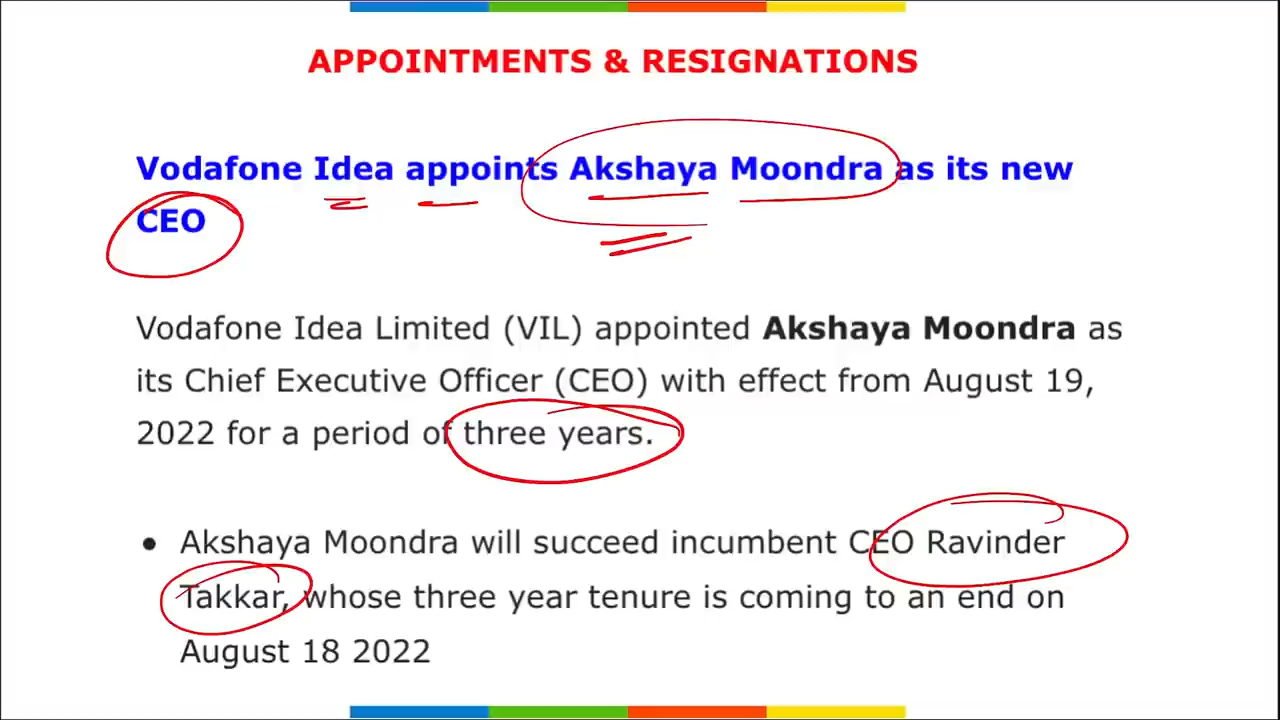 APPOINTMENTS & RESIGNATIONS
Vodafone Idea appoints Akshaya Moondra as its new
CEO
Vodafone Idea Limited (VIL) appointed Akshaya Moondra as
its Chief Executive Officer (CEO) with effect from August 19,
2022 for a period of three years.
• Akshaya Moondra will succeed incumbent CEO Ravinder
Takkar, whose three year tenure is coming to an end on
August 18 2022